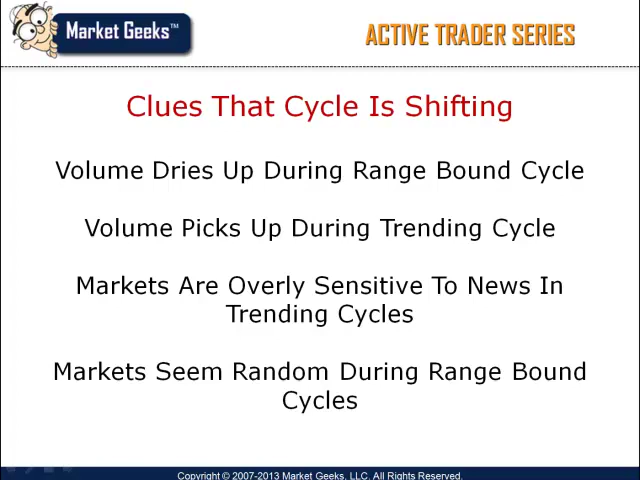 Market Geeks™
ACTIVE TRADER SERIES
Clues That Cycle Is Shifting
Volume Dries Up During Range Bound Cycle
Volume Picks Up During Trending Cycle
Markets Are Overly Sensitive To News In
Trending Cycles
Markets Seem Random During Range Bound
Cycles
Copyright © 2007-2013 Market Geeks, LLC. All Rights Reserved.